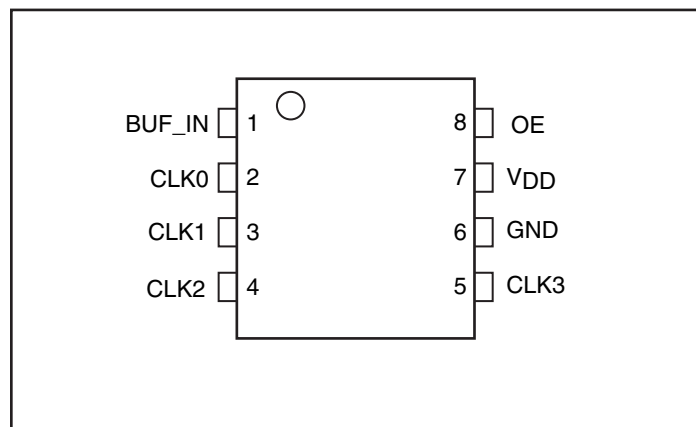 BUF_IN 1 8 OE
CLK0 2 7 VDD
CLK1 3 6 GND
CLK2 4 5 CLK3